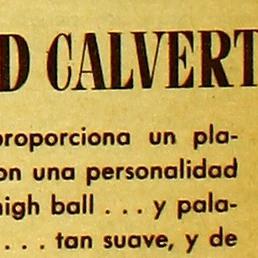 D CALVERT
proporciona un pla-
on una personalidad
high ball . . . y pala-
. . . tan suave, y de